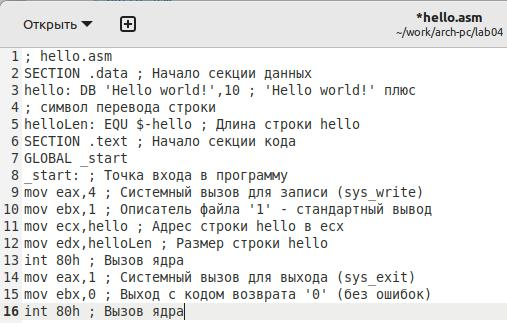 Открыть
*hello.asm
~/work/arch-pc/lab04
1 ; hello.asm
2 SECTION .data ; Начало секции данных
3 hello: DB 'Hello world!',10 ; 'Hello world!' плюс
4 ; символ перевода строки
5 helloLen: EQU $-hello ; Длина строки hello
6 SECTION .text ; Начало секции кода
7 GLOBAL _start
8 _start: ; Точка входа в программу
9 mov eax,4 ; Системный вызов для записи (sys_write)
10 mov ebx,1 ; Описатель файла '1' - стандартный вывод
11 mov ecx,hello ; Адрес строки hello в ecx
12 mov edx,helloLen ; Размер строки hello
13 int 80h ; Вызов ядра
14 mov eax,1 ; Системный вызов для выхода (sys_exit)
15 mov ebx,0 ; Выход с кодом возврата '0' (без ошибок)
16 int 80h ; Вызов ядра